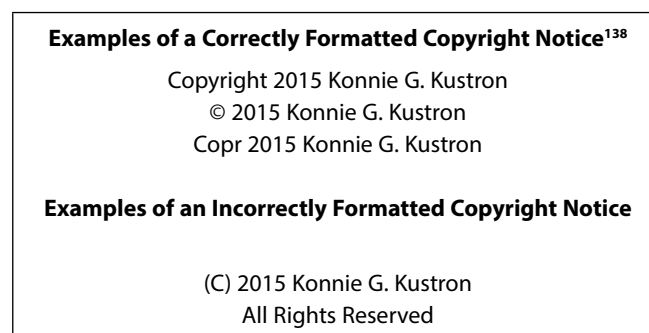 Examples of a Correctly Formatted Copyright Notice¹³⁸
Copyright 2015 Konnie G. Kustron
© 2015 Konnie G. Kustron
Copr 2015 Konnie G. Kustron
Examples of an Incorrectly Formatted Copyright Notice
(C) 2015 Konnie G. Kustron
All Rights Reserved